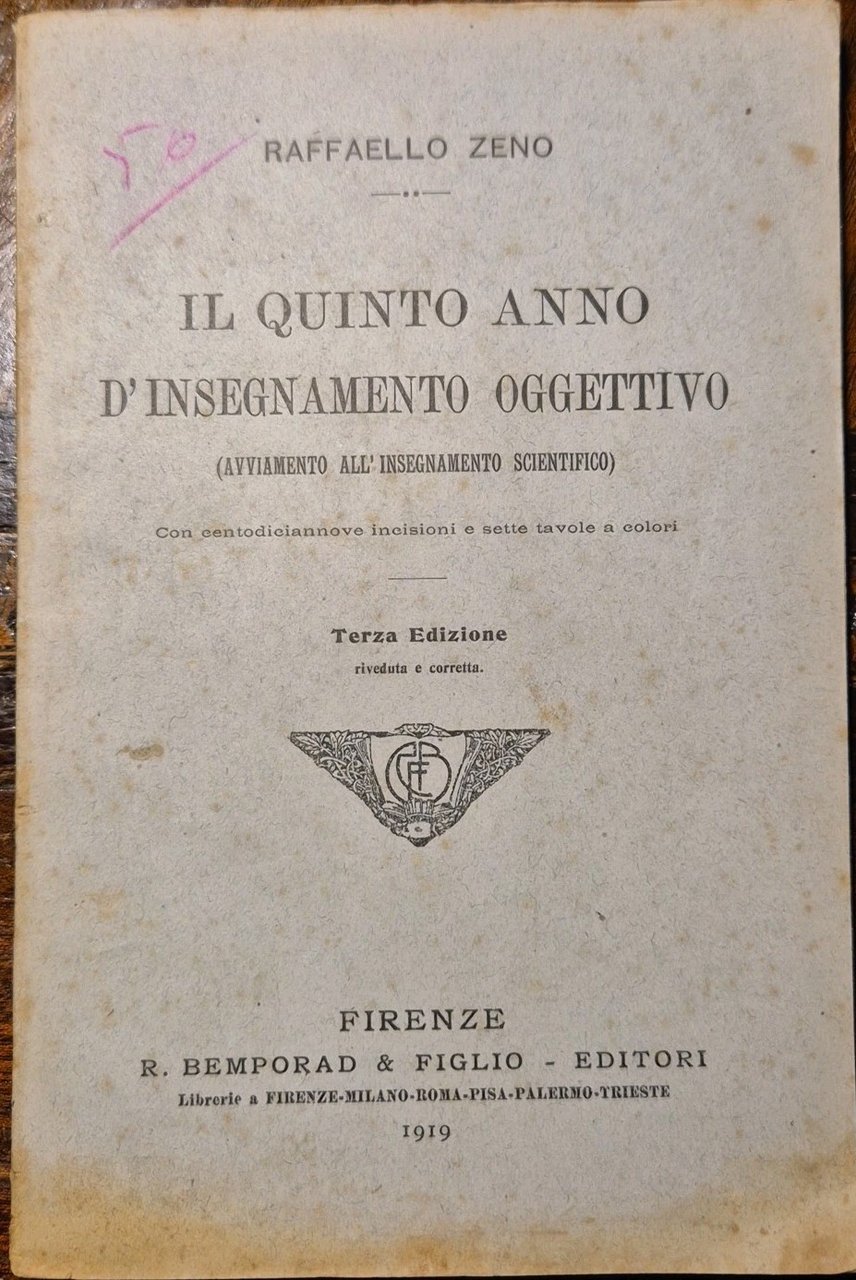 50
RAFFAELLO ZENO
IL QUINTO ANNO
D'INSEGNAMENTO OGGETTIVO
(AVVIAMENTO ALL'INSEGNAMENTO SCIENTIFICO)
Con centodiciannove incisioni e sette tavole a colori
Terza Edizione
riveduta e corretta.
FIRENZE
R. BEMPORAD & FIGLIO - EDITORI
Librerie a FIRENZE-MILANO-ROMA-PISA-PALERMO-TRIESTE
1919